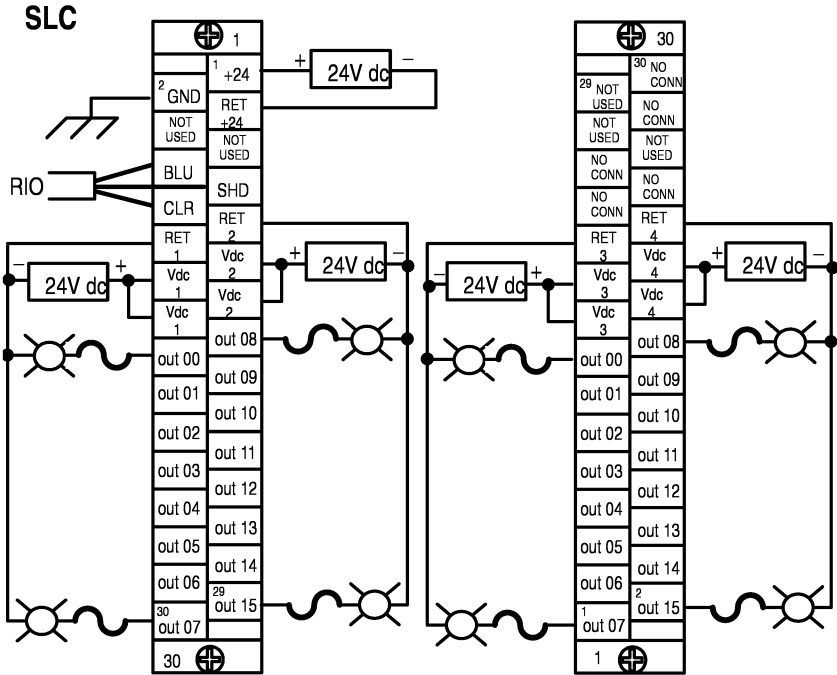 SLC
1
1 +24
+ 24V dc −
2 GND
RET +24
NOT USED
NOT USED
RIO
BLU
SHD
CLR
RET 2
RET 1
Vdc 2
+ 24V dc −
− 24V dc +
Vdc 1
Vdc 2
Vdc 1
out 08
out 00
out 09
out 01
out 10
out 02
out 11
out 03
out 12
out 04
out 13
out 05
out 14
out 06
29 out 15
30 out 07
30
30
30 NO CONN
29 NOT USED
NO CONN
NOT USED
NOT USED
NO CONN
NO CONN
NO CONN
RET 4
RET 3
Vdc 4
+ 24V dc −
− 24V dc +
Vdc 3
Vdc 4
Vdc 3
out 08
out 00
out 09
out 01
out 10
out 02
out 11
out 03
out 12
out 04
out 13
out 05
out 14
out 06
2 out 15
1 out 07
1